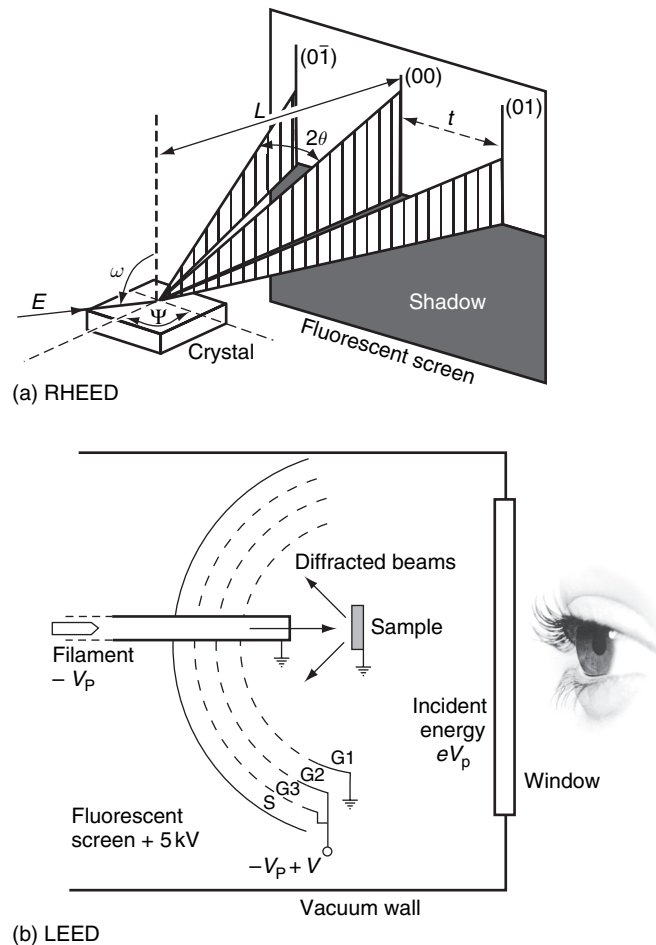 (01̄)
(00)
(01)
L
t
2θ
ω
E
Ψ
Shadow
Crystal
Fluorescent screen
(a) RHEED
Diffracted beams
Sample
Filament
– V_P
Incident
energy
eV_p
Window
G1
G2
G3
S
Fluorescent
screen + 5 kV
–V_P + V
Vacuum wall
(b) LEED